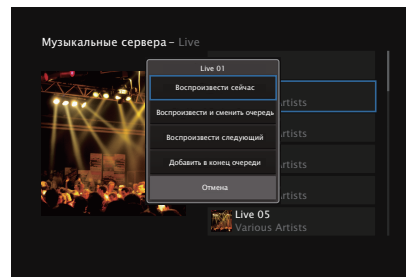 Музыкальные сервера – Live
Live 01
Воспроизвести сейчас
Воспроизвести и сменить очередь
Воспроизвести следующий
Добавить в конец очереди
Отмена
Artists
Artists
Artists
Artists
Live 05
Various Artists